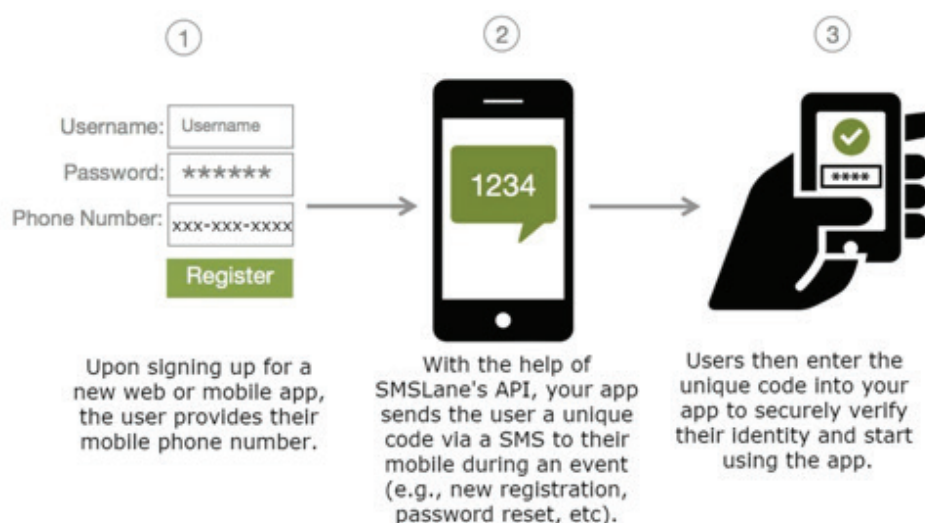 1
2
3
Username: Username
Password: ******
Phone Number: xxx-xxx-xxxx
Register
1234
****
Upon signing up for a
new web or mobile app,
the user provides their
mobile phone number.
With the help of
SMSLane's API, your app
sends the user a unique
code via a SMS to their
mobile during an event
(e.g., new registration,
password reset, etc).
Users then enter the
unique code into your
app to securely verify
their identity and start
using the app.